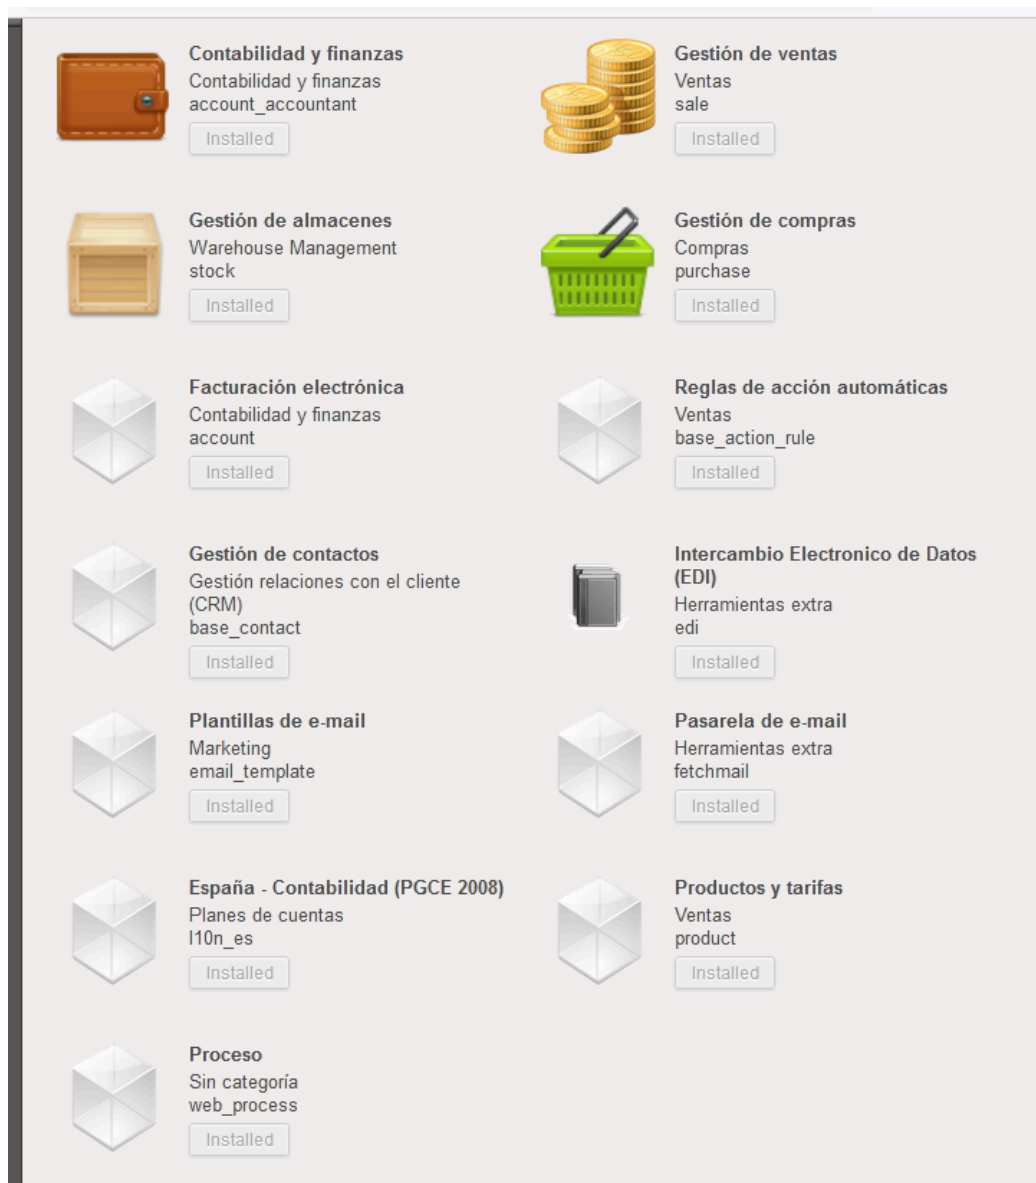 Contabilidad y finanzas
Contabilidad y finanzas
account_accountant
Installed
Gestión de ventas
Ventas
sale
Installed
Gestión de almacenes
Warehouse Management
stock
Installed
Gestión de compras
Compras
purchase
Installed
Facturación electrónica
Contabilidad y finanzas
account
Installed
Reglas de acción automáticas
Ventas
base_action_rule
Installed
Gestión de contactos
Gestión relaciones con el cliente
(CRM)
base_contact
Installed
Intercambio Electronico de Datos
(EDI)
Herramientas extra
edi
Installed
Plantillas de e-mail
Marketing
email_template
Installed
Pasarela de e-mail
Herramientas extra
fetchmail
Installed
España - Contabilidad (PGCE 2008)
Planes de cuentas
l10n_es
Installed
Productos y tarifas
Ventas
product
Installed
Proceso
Sin categoría
web_process
Installed